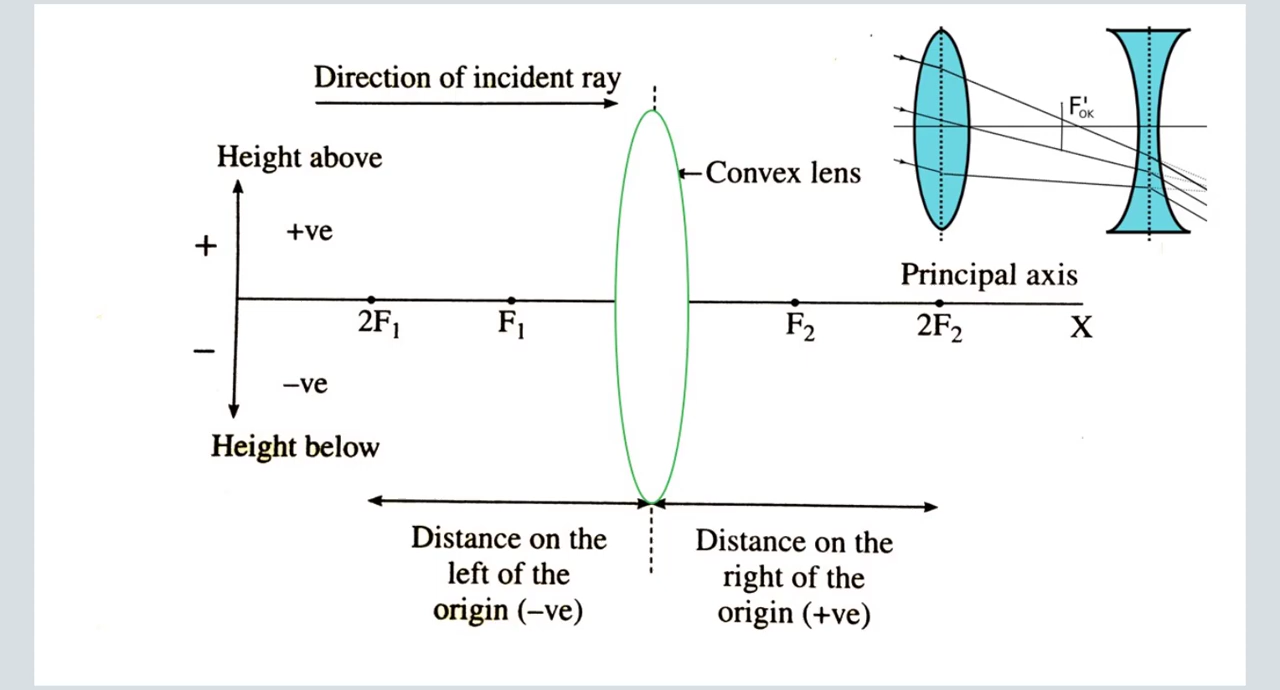 Direction of incident ray
F'OK
Height above
Convex lens
+ve
+
Principal axis
2F1
F1
F2
2F2
X
–
–ve
Height below
Distance on the
left of the
origin (–ve)
Distance on the
right of the
origin (+ve)